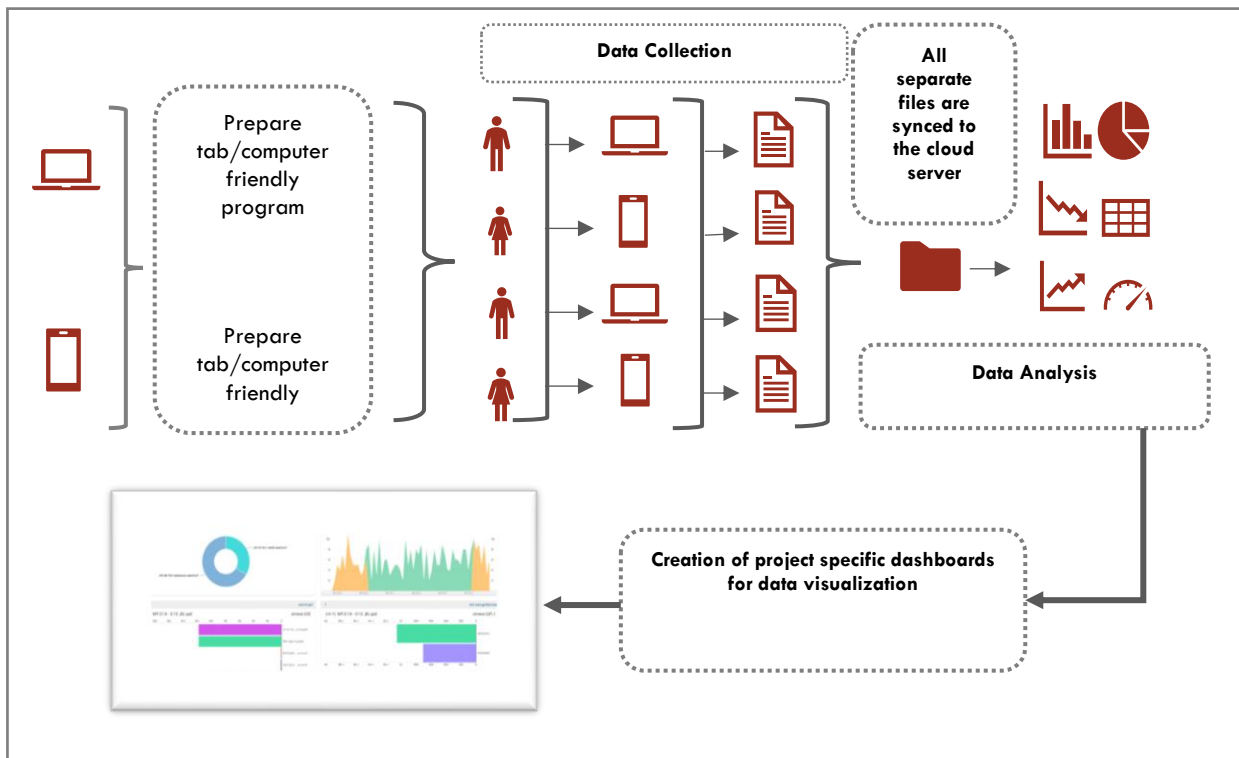 Data Collection
All
separate
files are
synced to
the cloud
server
Prepare
tab/computer
friendly
program
Prepare
tab/computer
friendly
Data Analysis
Creation of project specific dashboards
for data visualization